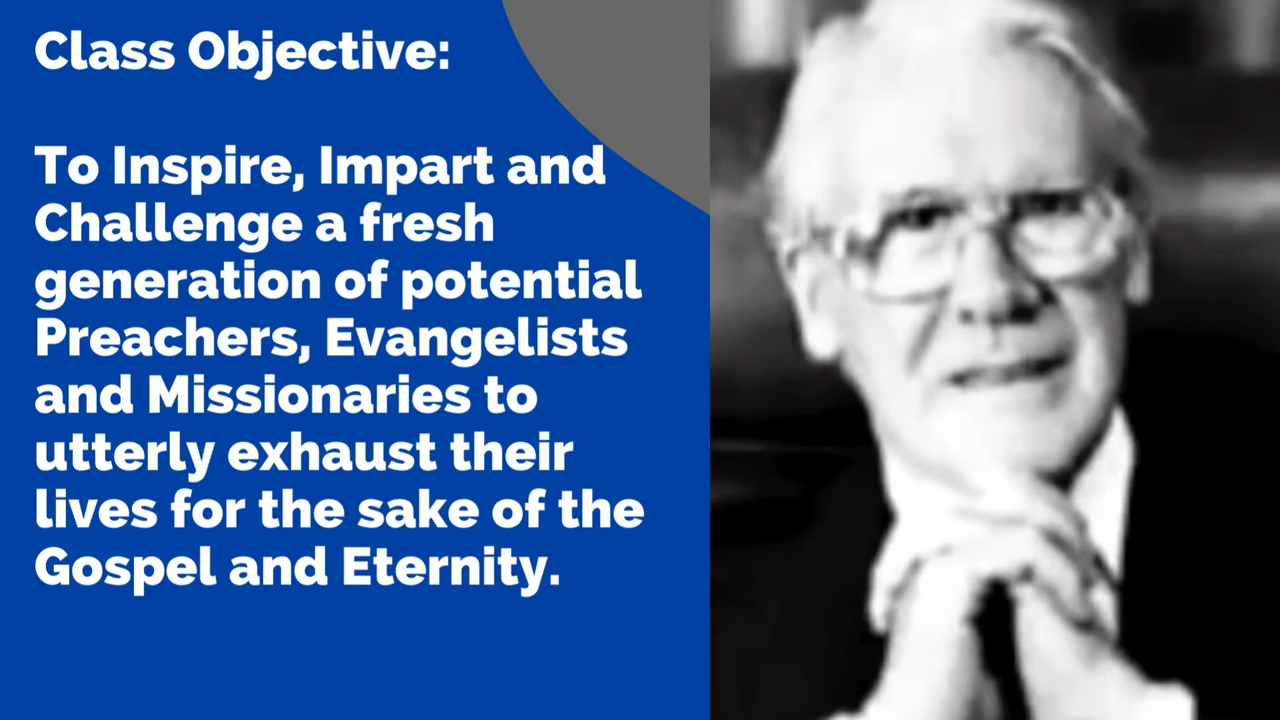 Class Objective:
To Inspire, Impart and
Challenge a fresh
generation of potential
Preachers, Evangelists
and Missionaries to
utterly exhaust their
lives for the sake of the
Gospel and Eternity.